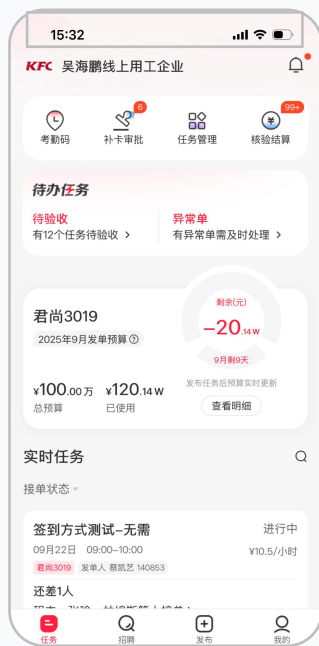 15:32
KFC 吴海鹏线上用工企业
6
99+
考勤码 补卡审批 任务管理 核验结算
待办任务
待验收 异常单
有12个任务待验收 > 有异常单需及时处理 >
剩余(元)
-20.14W
9月剩9天
君尚3019
2025年9月发单预算
发布任务后预算实时更新
¥100.00万 ¥120.14W
总预算 已使用
查看明细
实时任务
接单状态
签到方式测试-无需 进行中
09月22日 09:00-10:00 ¥10.5/小时
君尚3019 发单人 蔡凯艺 140853
还差1人
任务 招聘 发布 我的